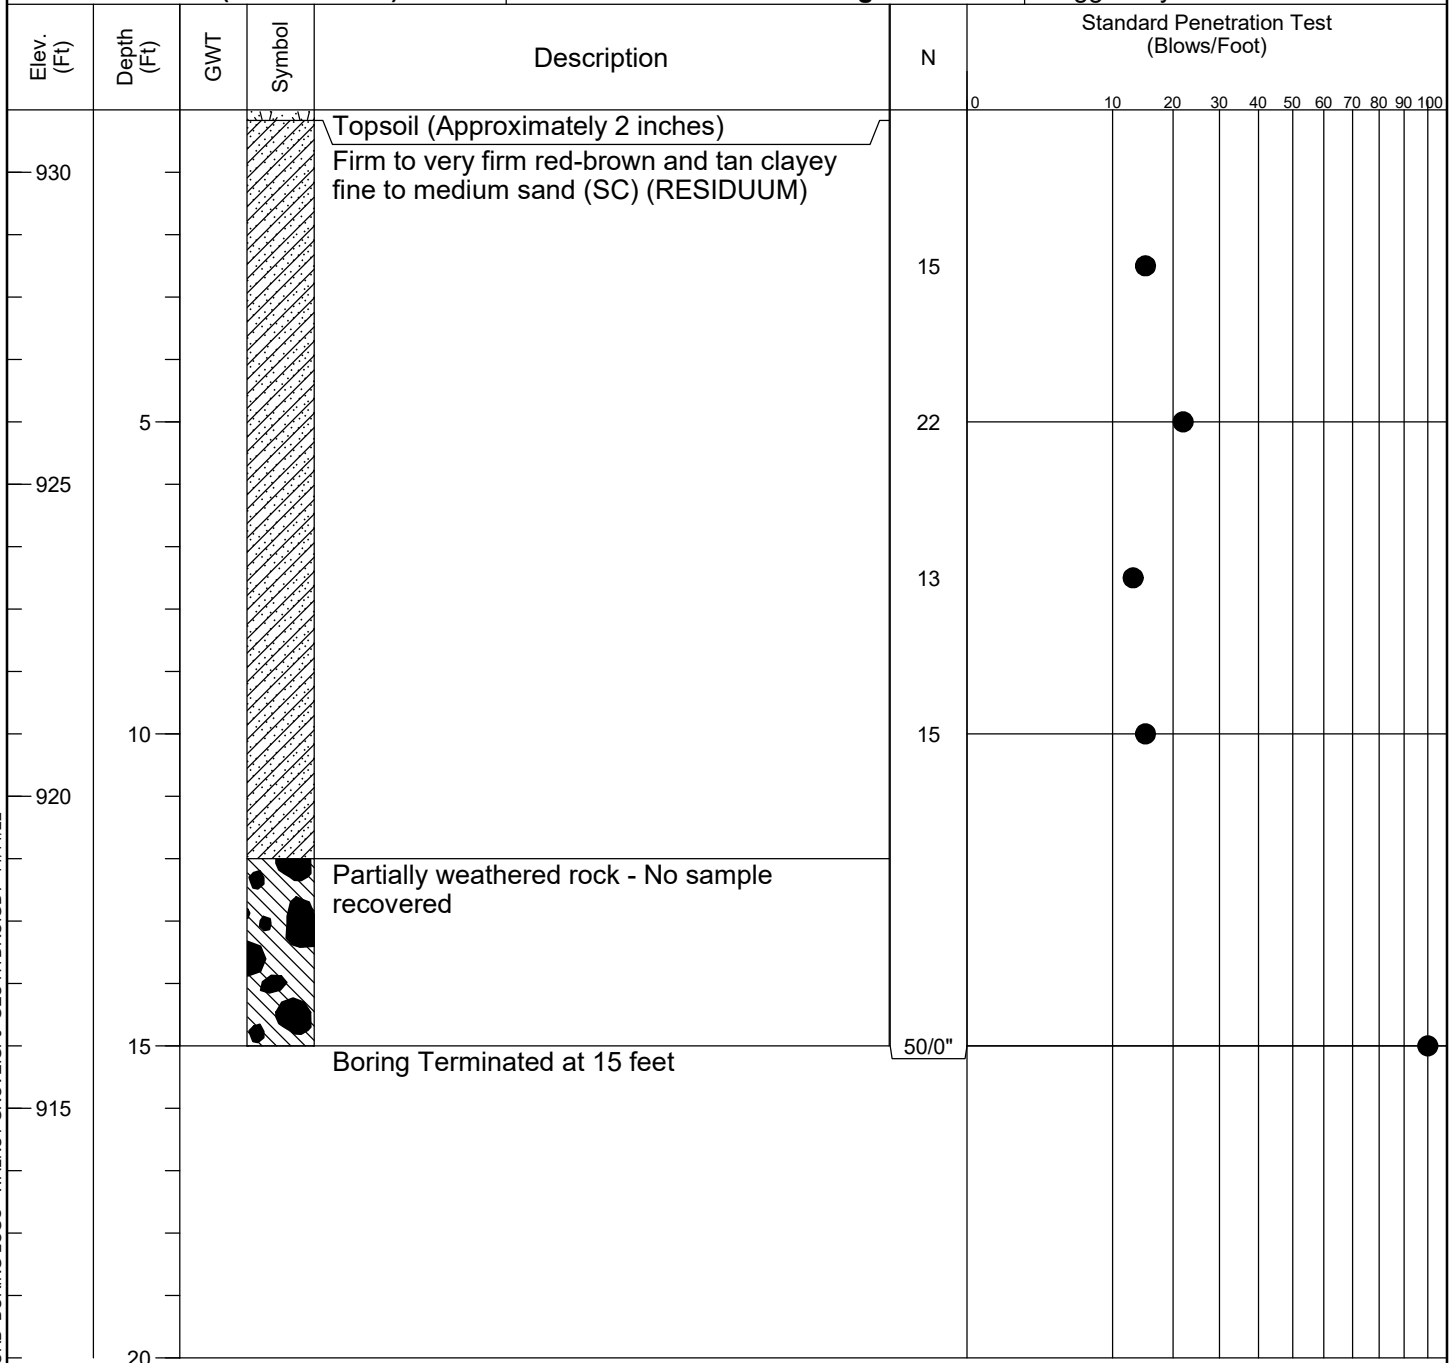 Elev.
(Ft)
Depth
(Ft)
GWT
Symbol
Description
N
Standard Penetration Test
(Blows/Foot)
0 10 20 30 40 50 60 70 80 90 100
Topsoil (Approximately 2 inches)
Firm to very firm red-brown and tan clayey
fine to medium sand (SC) (RESIDUUM)
930
15
5
22
925
13
10
15
920
Partially weathered rock - No sample
recovered
15
50/0"
Boring Terminated at 15 feet
915
20